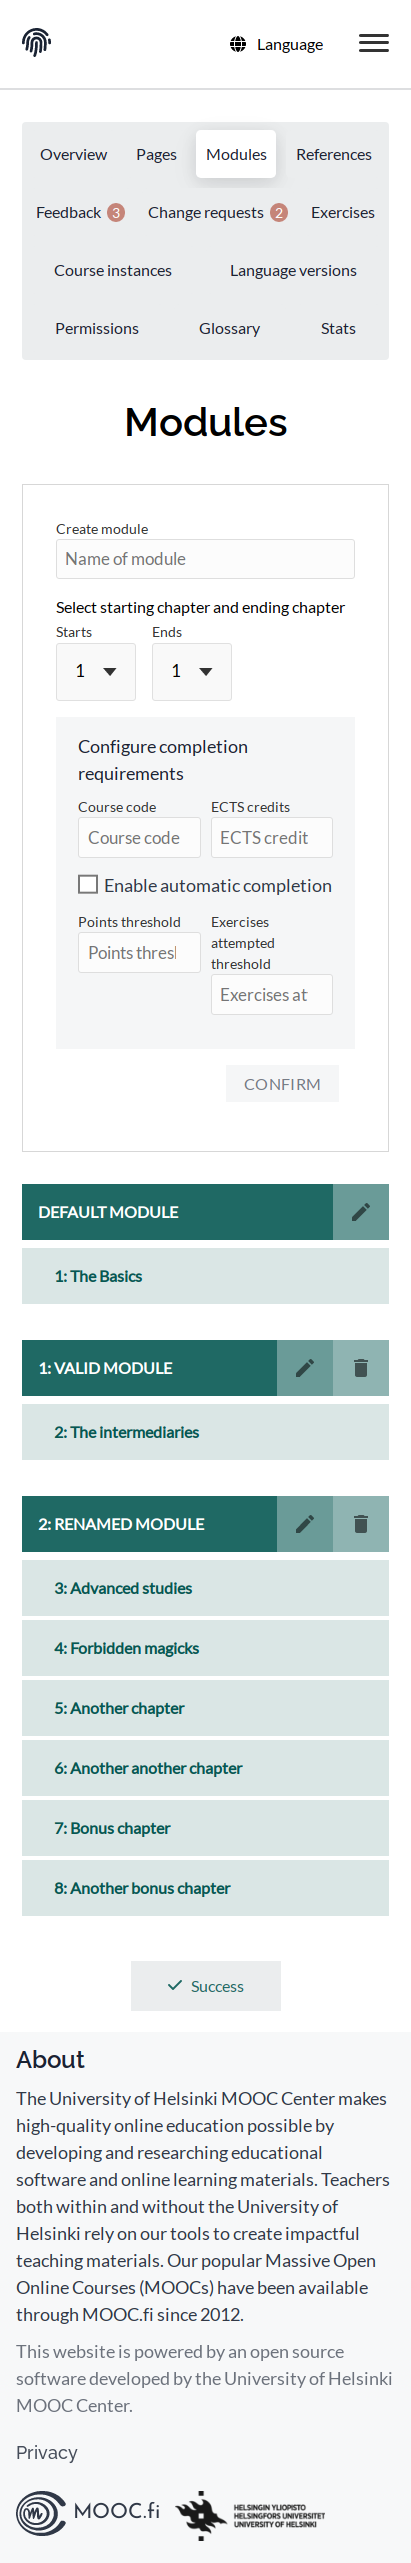 Language
Overview Pages Modules References
Feedback 3 Change requests 2 Exercises
Course instances Language versions
Permissions Glossary Stats
Modules
Create module
Name of module
Select starting chapter and ending chapter
Starts Ends
1 1
Configure completion
requirements
Course code ECTS credits
Course code ECTS credit
Enable automatic completion
Points threshold Exercises
attempted
threshold
Points thresl
Exercises at
CONFIRM
DEFAULT MODULE
1: The Basics
1: VALID MODULE
2: The intermediaries
2: RENAMED MODULE
3: Advanced studies
4: Forbidden magicks
5: Another chapter
6: Another another chapter
7: Bonus chapter
8: Another bonus chapter
Success
About
The University of Helsinki MOOC Center makes
high-quality online education possible by
developing and researching educational
software and online learning materials. Teachers
both within and without the University of
Helsinki rely on our tools to create impactful
teaching materials. Our popular Massive Open
Online Courses (MOOCs) have been available
through MOOC.fi since 2012.
This website is powered by an open source
software developed by the University of Helsinki
MOOC Center.
Privacy
MOOC.fi
HELSINGIN YLIOPISTO
HELSINGFORS UNIVERSITET
UNIVERSITY OF HELSINKI